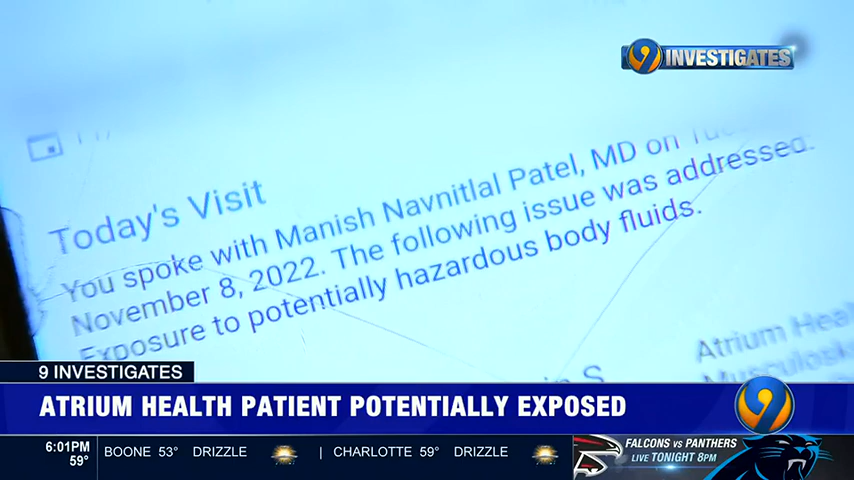 9 INVESTIGATES
Today's Visit
You spoke with Manish Navnitlal Patel, MD on
November 8, 2022. The following issue was addressed:
Exposure to potentially hazardous body fluids.
Atrium
9 INVESTIGATES
ATRIUM HEALTH PATIENT POTENTIALLY EXPOSED
9
6:01PM
59°
BOONE 53° DRIZZLE | CHARLOTTE 59° DRIZZLE
FALCONS vs PANTHERS
LIVE TONIGHT 8PM